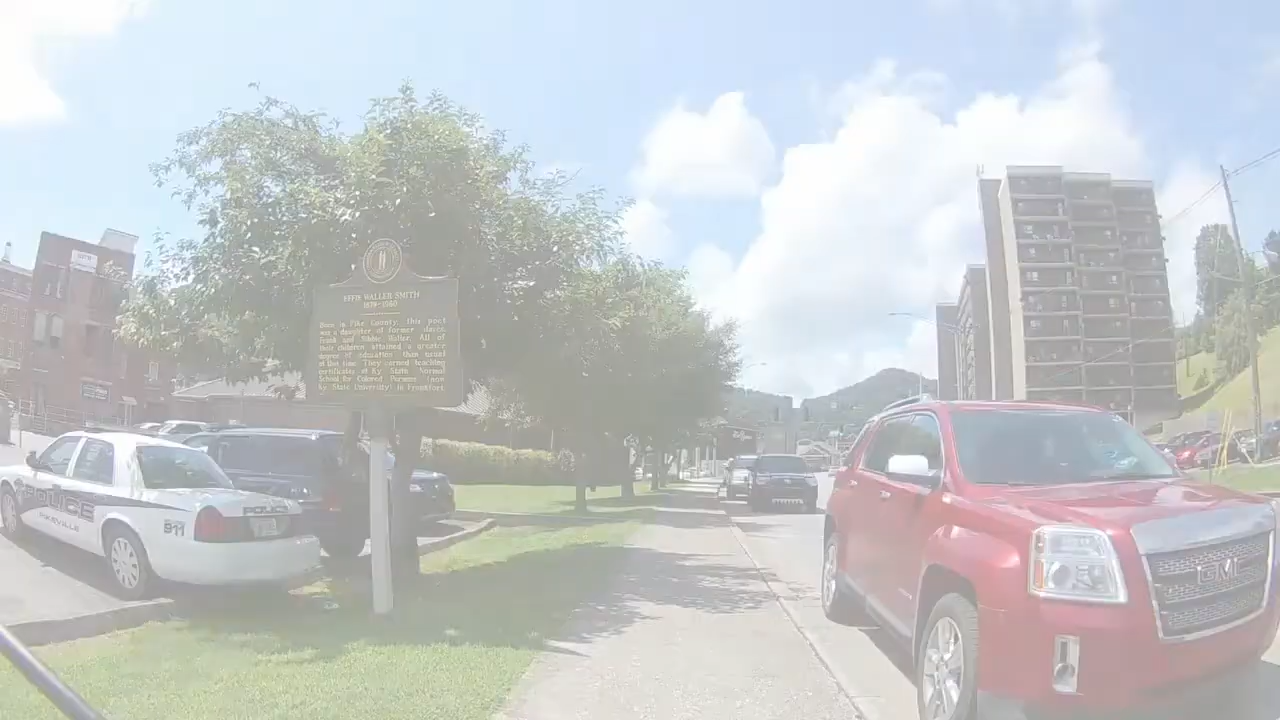 EFFIE WALLER SMITH
1879-1960
Born in Pike County, this poet
was a daughter of former slaves,
Frank and Sibbie Waller. All of
their children attained a greater
degree of education than usual
at that time. They earned teaching
certificates at Ky. State Normal
School for Colored Persons (now
Ky. State University) in Frankfort.
POLICE
PIKEVILLE
911
GMC